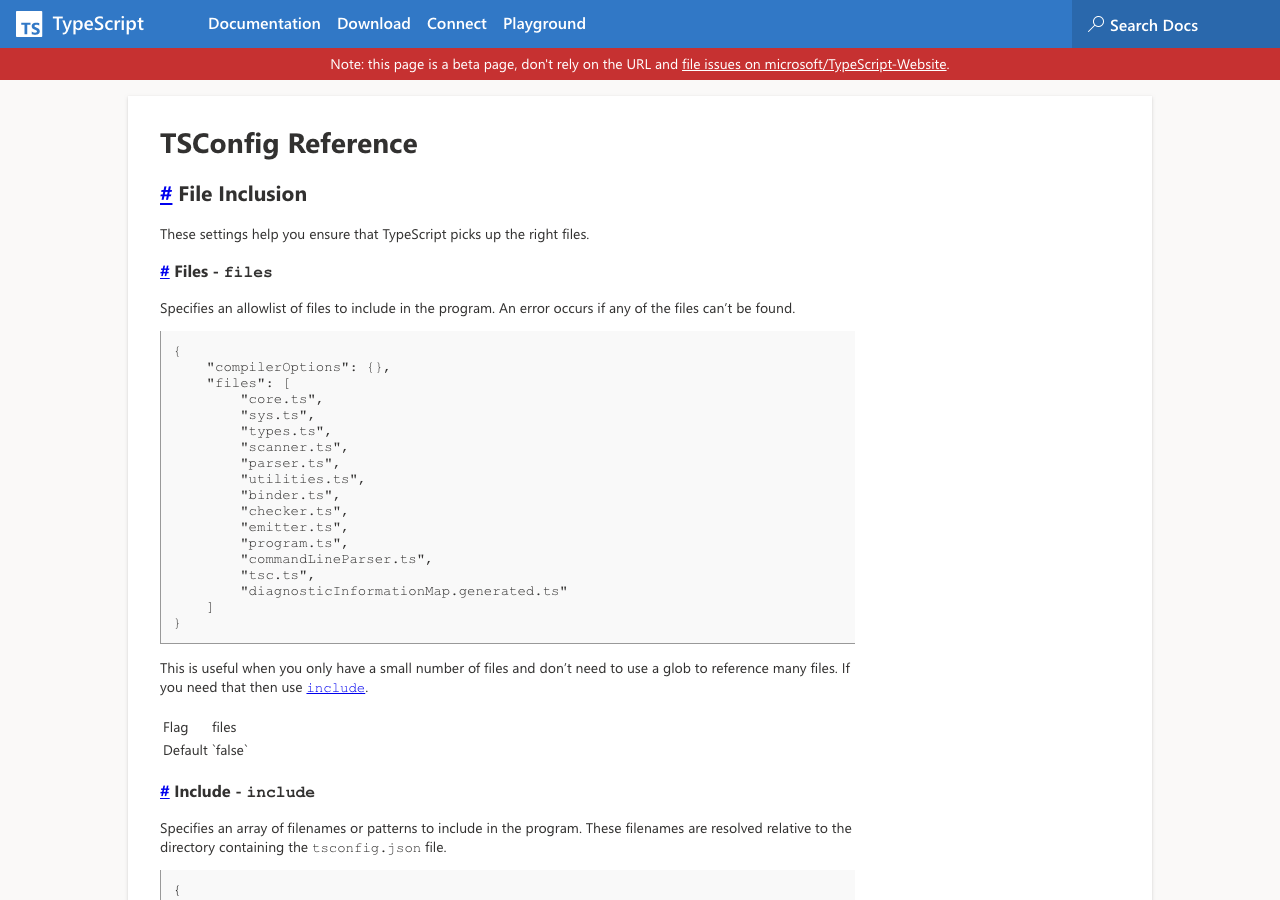 TS TypeScript Documentation Download Connect Playground Search Docs
Note: this page is a beta page, don't rely on the URL and file issues on microsoft/TypeScript-Website.
TSConfig Reference
# File Inclusion
These settings help you ensure that TypeScript picks up the right files.
# Files - files
Specifies an allowlist of files to include in the program. An error occurs if any of the files can’t be found.
{
    "compilerOptions": {},
    "files": [
        "core.ts",
        "sys.ts",
        "types.ts",
        "scanner.ts",
        "parser.ts",
        "utilities.ts",
        "binder.ts",
        "checker.ts",
        "emitter.ts",
        "program.ts",
        "commandLineParser.ts",
        "tsc.ts",
        "diagnosticInformationMap.generated.ts"
    ]
}
This is useful when you only have a small number of files and don’t need to use a glob to reference many files. If
you need that then use include.
Flag files
Default `false`
# Include - include
Specifies an array of filenames or patterns to include in the program. These filenames are resolved relative to the
directory containing the tsconfig.json file.
{